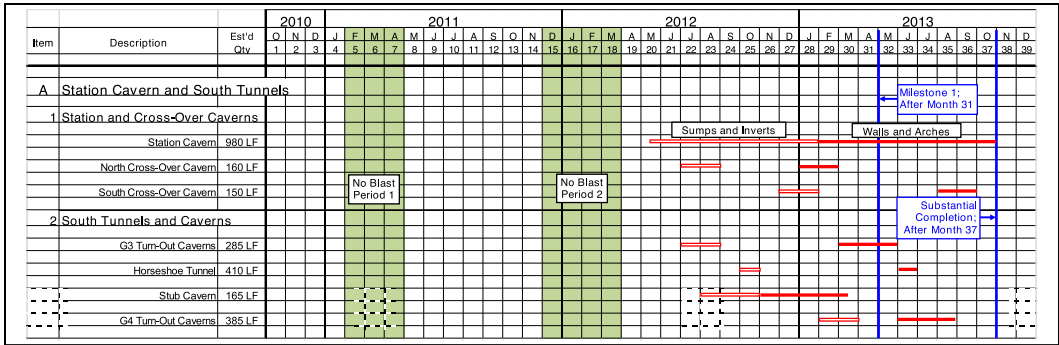 2010 2011 2012 2013
Item Description Est'd Qty
O N D J F M A M J J A S O N D J F M A M J J A S O N D J F M A M J J A S O N D
1 2 3 4 5 6 7 8 9 10 11 12 13 14 15 16 17 18 19 20 21 22 23 24 25 26 27 28 29 30 31 32 33 34 35 36 37 38 39
A Station Cavern and South Tunnels
Milestone 1;
After Month 31
1 Station and Cross-Over Caverns
Sumps and Inverts Walls and Arches
Station Cavern 980 LF
North Cross-Over Cavern 160 LF
No Blast
Period 1
No Blast
Period 2
South Cross-Over Cavern 150 LF
2 South Tunnels and Caverns
Substantial
Completion;
After Month 37
G3 Turn-Out Caverns 285 LF
Horseshoe Tunnel 410 LF
Stub Cavern 165 LF
G4 Turn-Out Caverns 385 LF